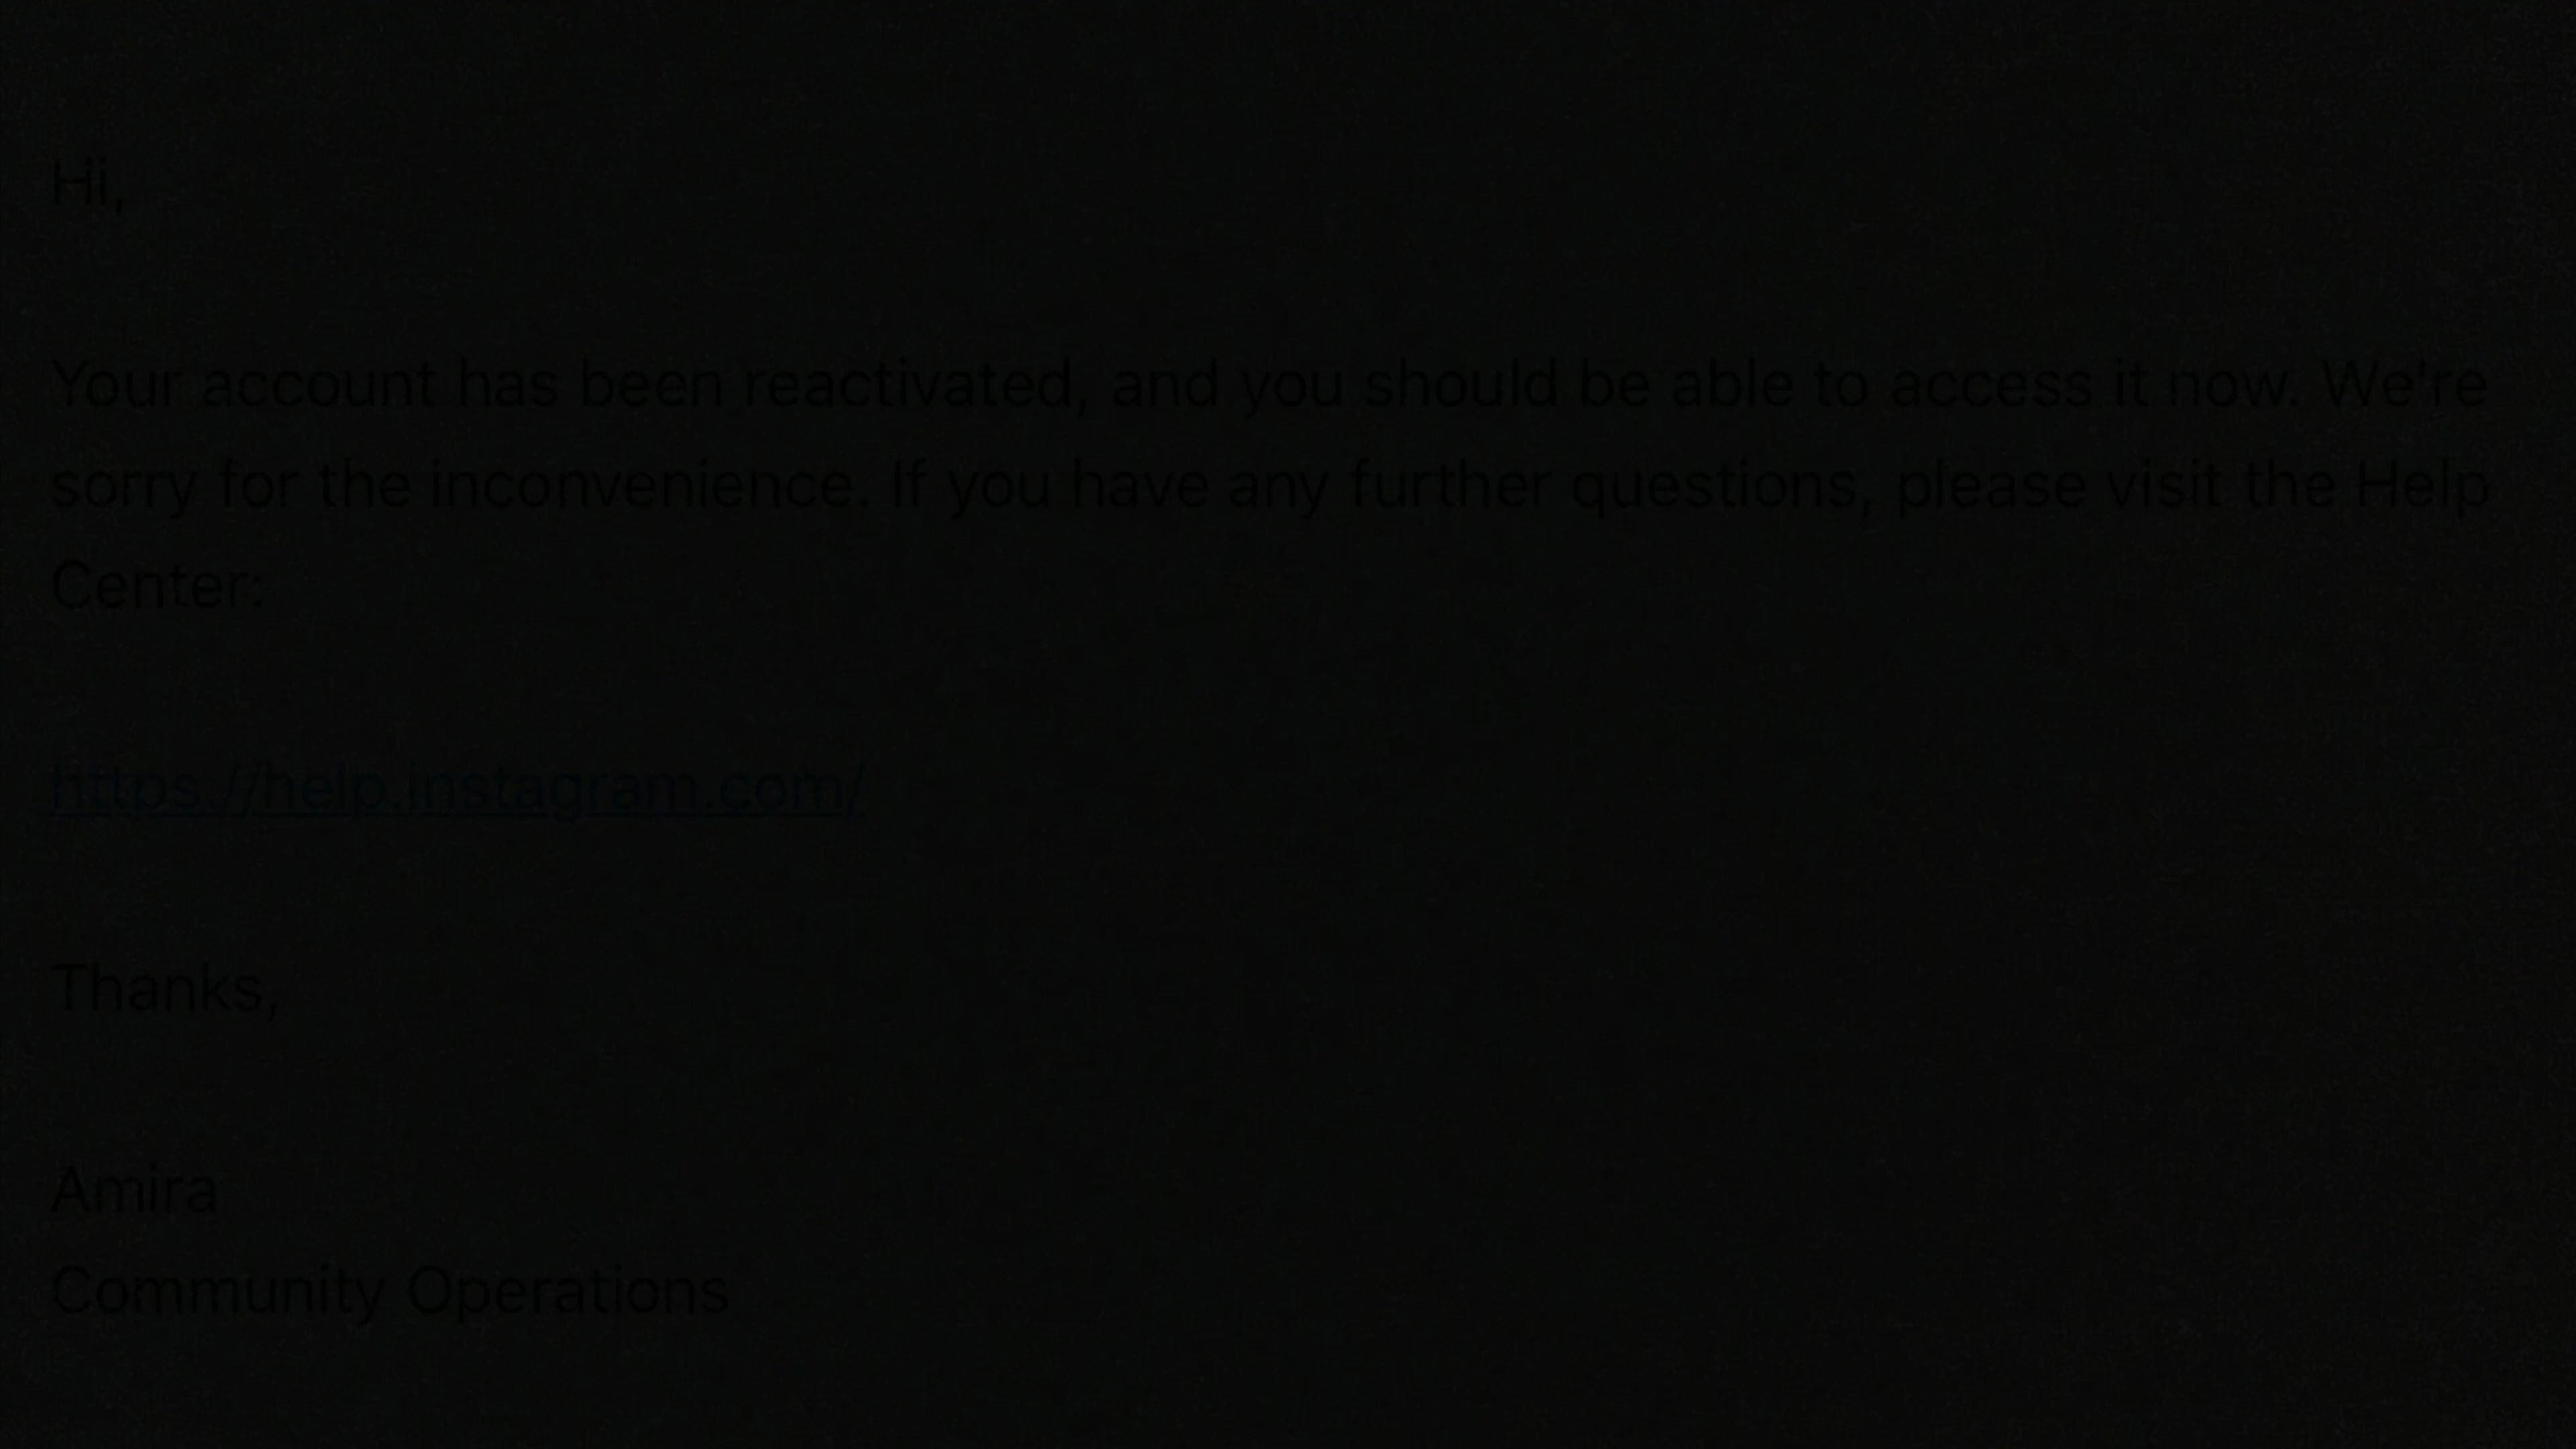 Hi,
Your account has been reactivated, and you should be able to access it now. We're
sorry for the inconvenience. If you have any further questions, please visit the Help
Center:
https://help.instagram.com/
Thanks,
Amira
Community Operations